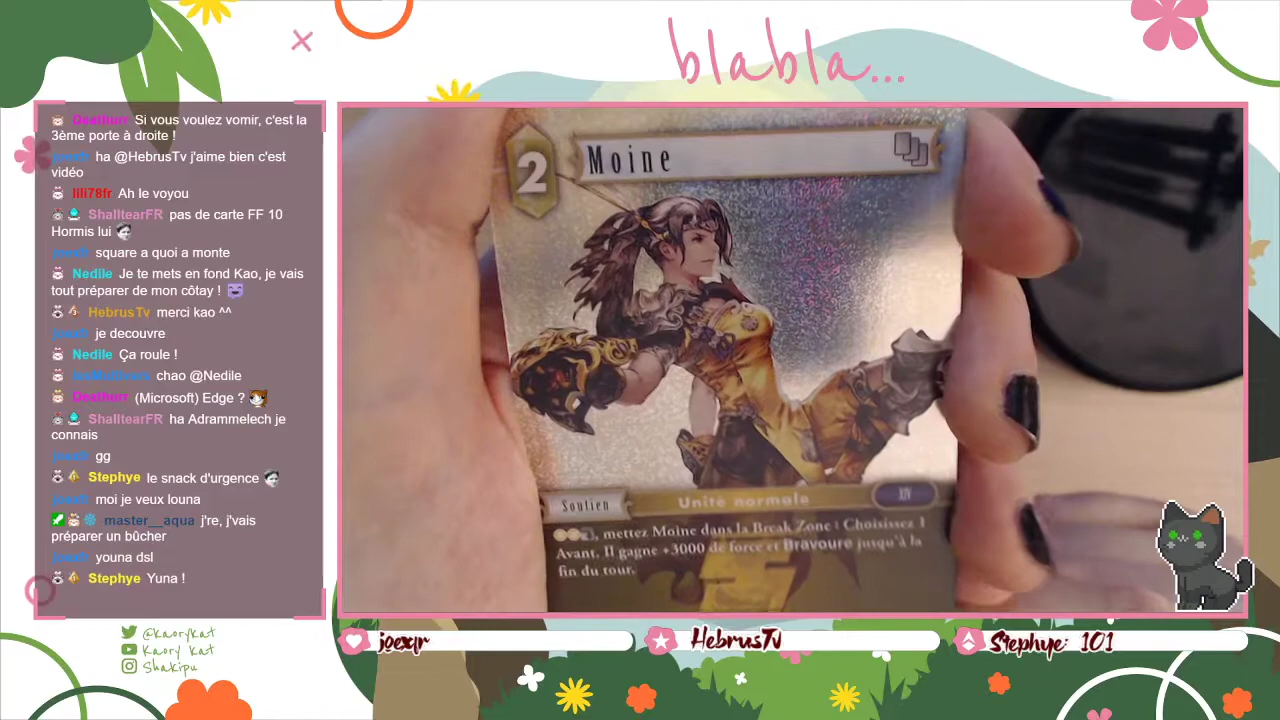 blabla...
Si vous voulez vomir, c'est la
3ème porte à droite !
ha @HebrusTv j'aime bien c'est
vidéo
lili78fr Ah le voyou
ShalltearFR pas de carte FF 10
Hormis lui
square a quoi a monte
Nedile Je te mets en fond Kao, je vais
tout préparer de mon côtay !
HebrusTv merci kao ^^
je decouvre
Nedile Ça roule !
chao @Nedile
(Microsoft) Edge ?
ShalltearFR ha Adrammelech je
connais
gg
Stephye le snack d'urgence
moi je veux louna
master__aqua j're, j'vais
préparer un bûcher
youna dsl
Stephye Yuna !
@kaorykat
Kaory kat
Shakipu
2
Moine
Soutien
Unité normale
XIV
, mettez Moine dans la Break Zone : Choisissez 1
Avant. Il gagne +3000 de force et Bravoure jusqu'à la
fin du tour.
joexjr
HebrusTv
Stephye: 101